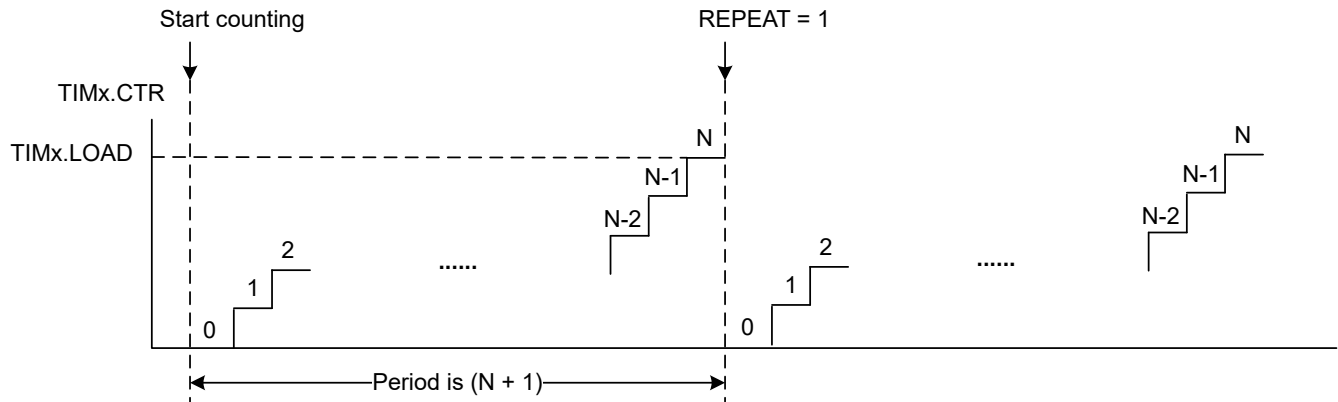 Start counting
REPEAT = 1
TIMx.CTR
TIMx.LOAD
N
N
N-1
N-1
N-2
N-2
2
2
......
......
1
1
0
0
Period is (N + 1)